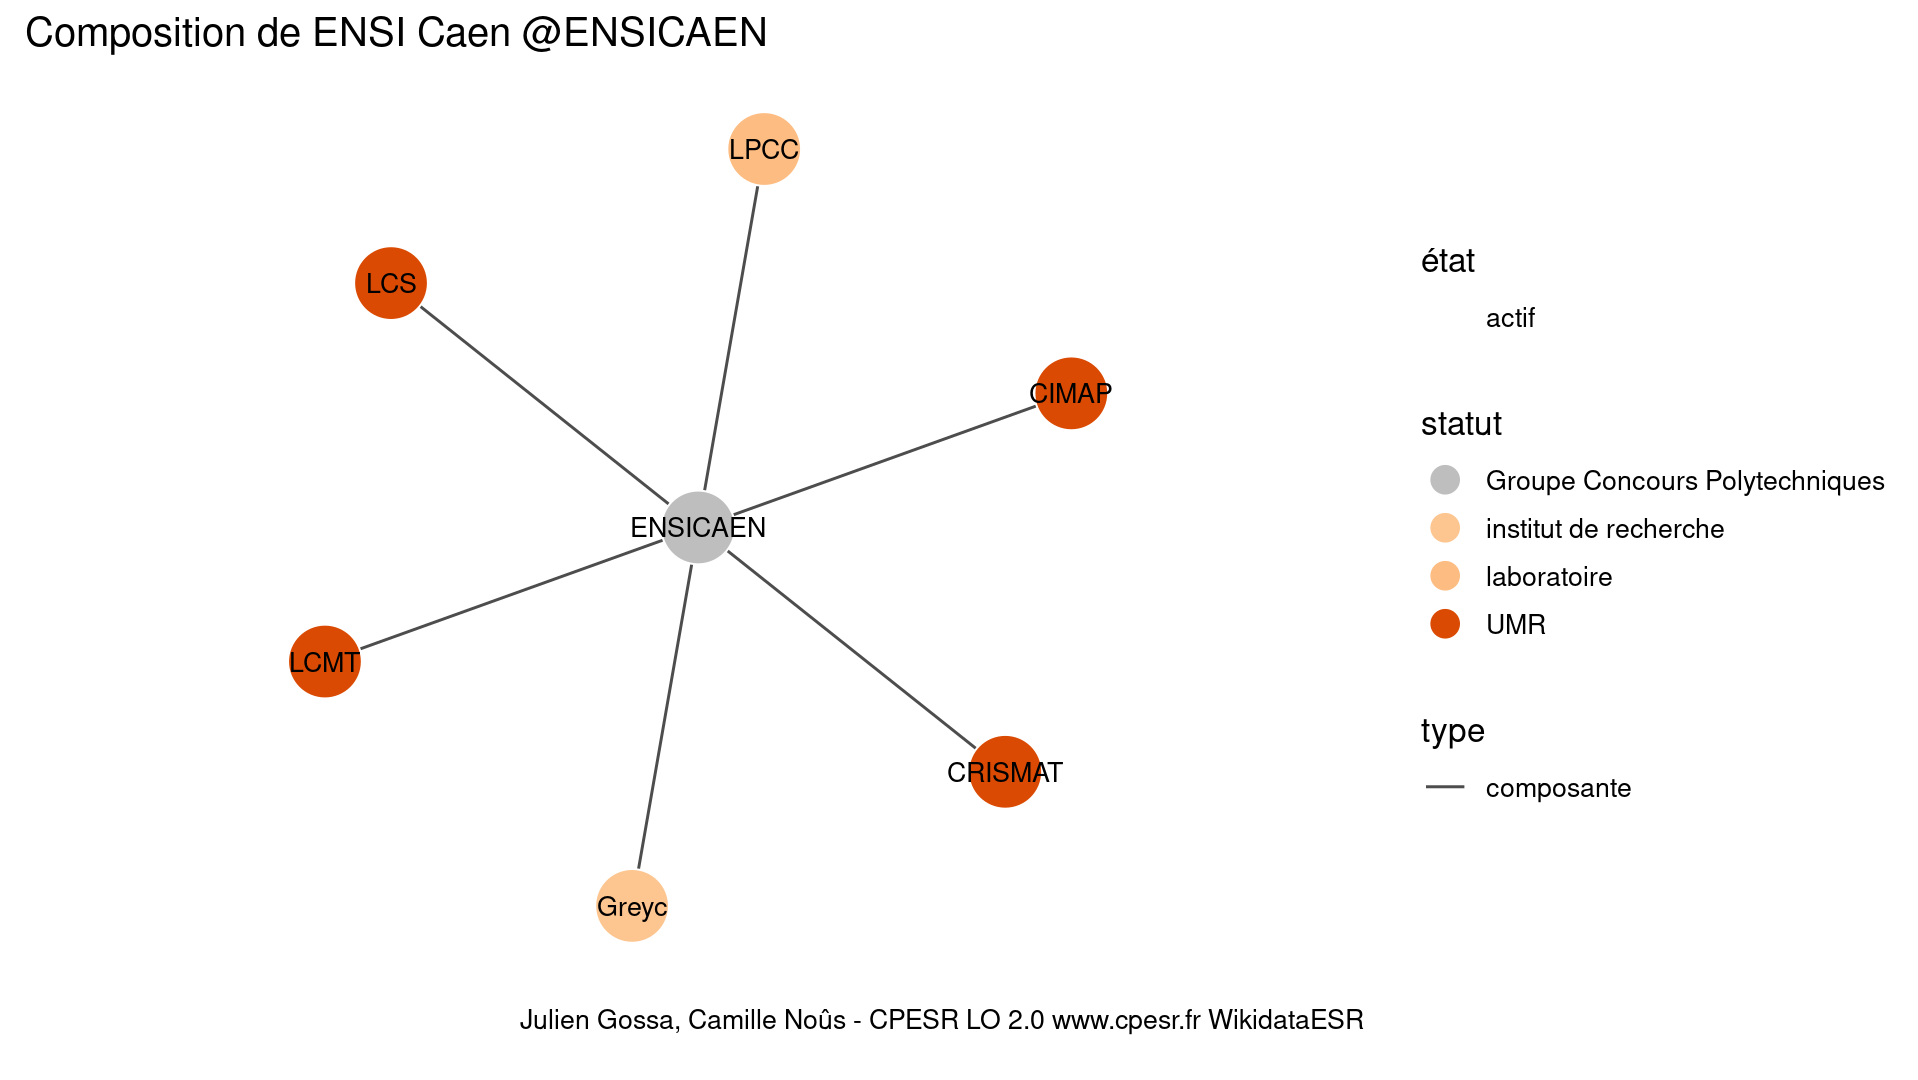 Composition de ENSI Caen @ENSICAEN
LPCC
LCS
CIMAP
ENSICAEN
LCMT
CRISMAT
Greyc
état
actif
statut
Groupe Concours Polytechniques
institut de recherche
laboratoire
UMR
type
composante
Julien Gossa, Camille Noûs - CPESR LO 2.0 www.cpesr.fr WikidataESR